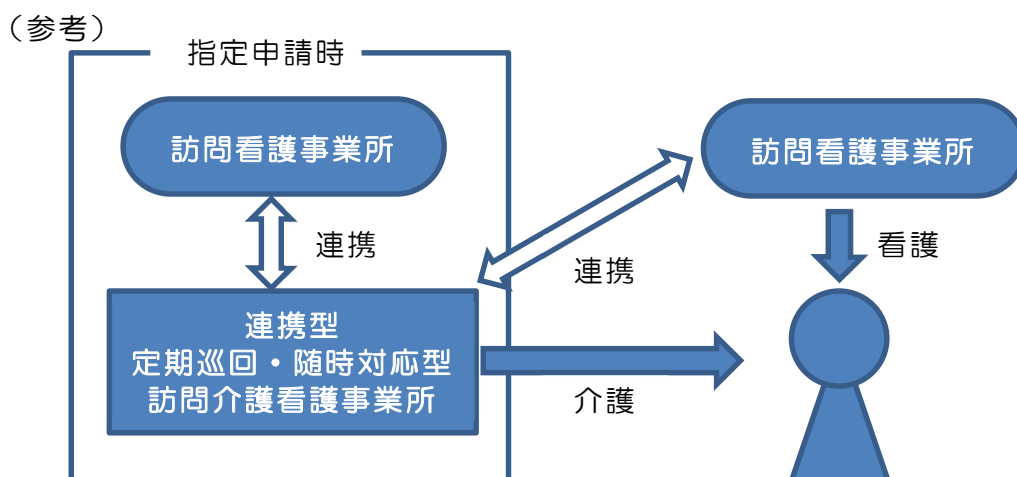 （参考）
指定申請時
訪問看護事業所
訪問看護事業所
連携
連携
看護
連携型
定期巡回・随時対応型
訪問介護看護事業所
介護